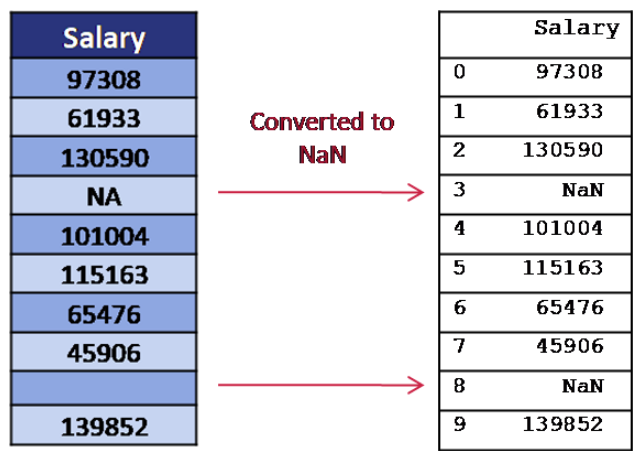 Salary
97308
61933
130590
NA
101004
115163
65476
45906
139852
Converted to
NaN
Salary
0 97308
1 61933
2 130590
3 NaN
4 101004
5 115163
6 65476
7 45906
8 NaN
9 139852